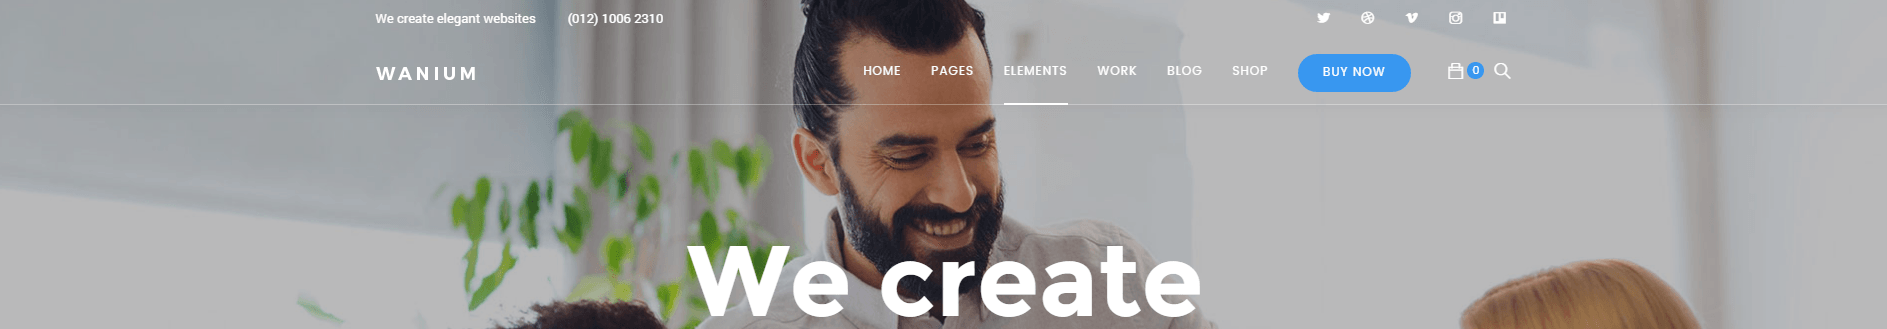 We create elegant websites (012) 1006 2310
WANIUM HOME PAGES ELEMENTS WORK BLOG SHOP BUY NOW 0
We create